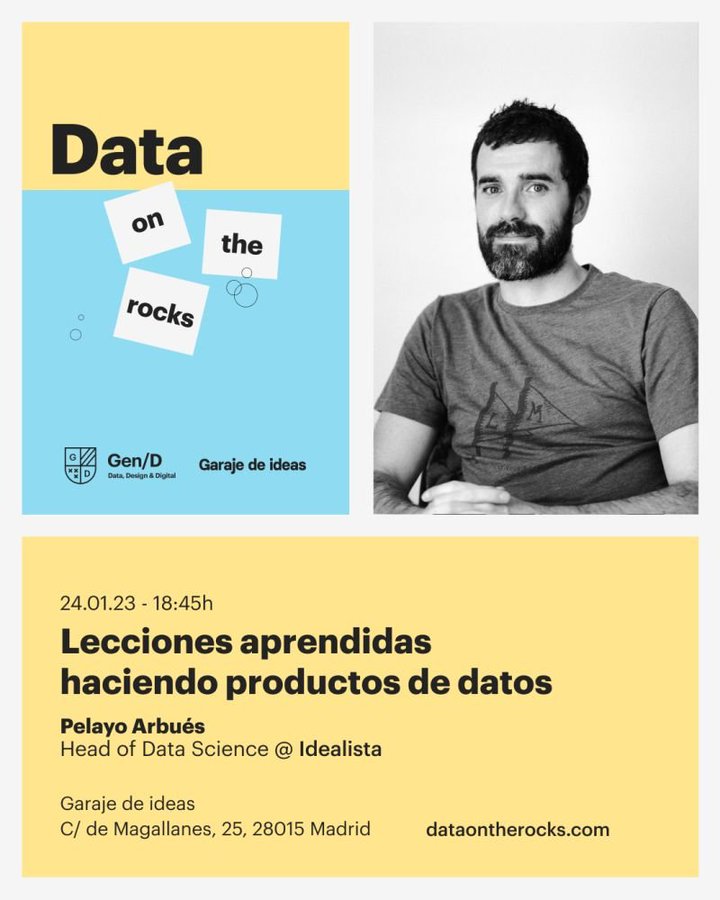 Data
on
the
rocks
G
D
Gen/D
Data, Design & Digital
Garaje de ideas
24.01.23 - 18:45h
Lecciones aprendidas
haciendo productos de datos
Pelayo Arbués
Head of Data Science @ Idealista
Garaje de ideas
C/ de Magallanes, 25, 28015 Madrid
dataontherocks.com